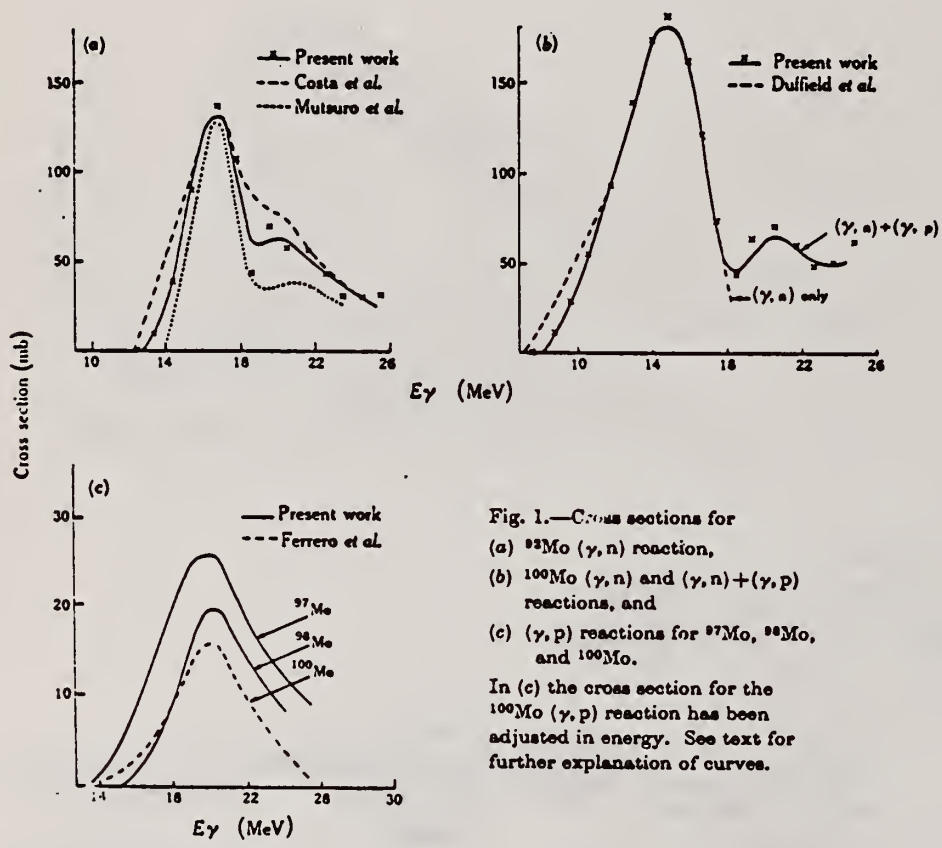 (a)
Present work
Costa et al.
Mutsuro et al.
150
100
50
10 14 18 22 26
(b)
Present work
Duffield et al.
150
100
50
(γ, n)+(γ, p)
(γ, n) only
10 14 18 22 26
Cross section (mb)
Eγ (MeV)
(c)
Present work
Ferrero et al.
30
20
10
97Mo
98Mo
100Mo
14 18 22 26 30
Eγ (MeV)
Fig. 1.—Cross sections for
(a) 92Mo (γ, n) reaction,
(b) 100Mo (γ, n) and (γ, n)+(γ, p)
reactions, and
(c) (γ, p) reactions for 97Mo, 98Mo,
and 100Mo.
In (c) the cross section for the
100Mo (γ, p) reaction has been
adjusted in energy. See text for
further explanation of curves.